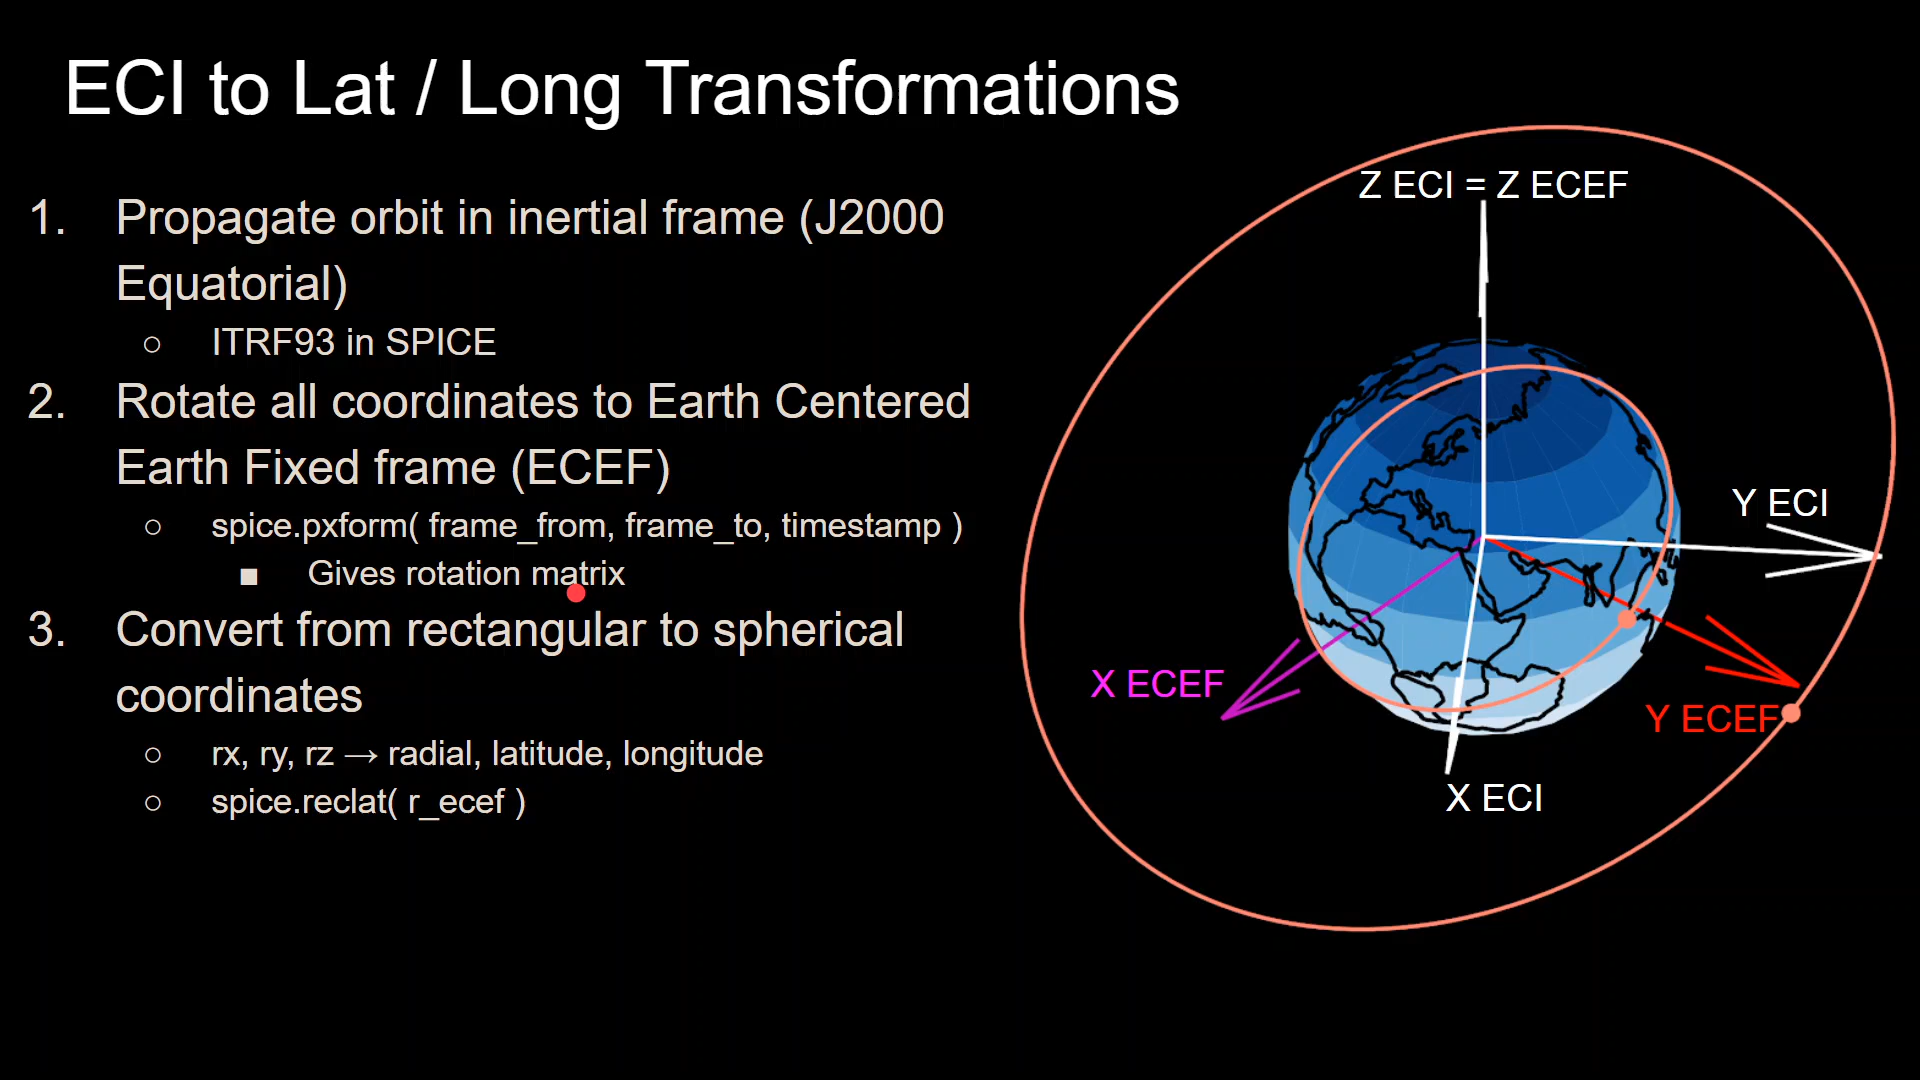 ECI to Lat / Long Transformations
1. Propagate orbit in inertial frame (J2000
Equatorial)
○ ITRF93 in SPICE
2. Rotate all coordinates to Earth Centered
Earth Fixed frame (ECEF)
○ spice.pxform( frame_from, frame_to, timestamp )
■ Gives rotation matrix
3. Convert from rectangular to spherical
coordinates
○ rx, ry, rz → radial, latitude, longitude
○ spice.reclat( r_ecef )
Z ECI = Z ECEF
Y ECI
X ECEF
Y ECEF
X ECI